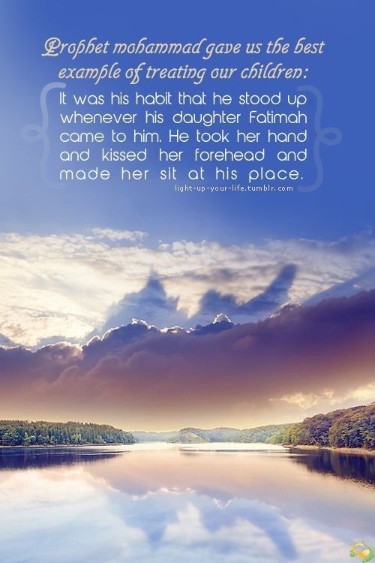 Prophet mohammad gave us the best
example of treating our children:
It was his habit that he stood up
whenever his daughter Fatimah
came to him. He took her hand
and kissed her forehead and
made her sit at his place.
light-up-your-life.tumblr.com